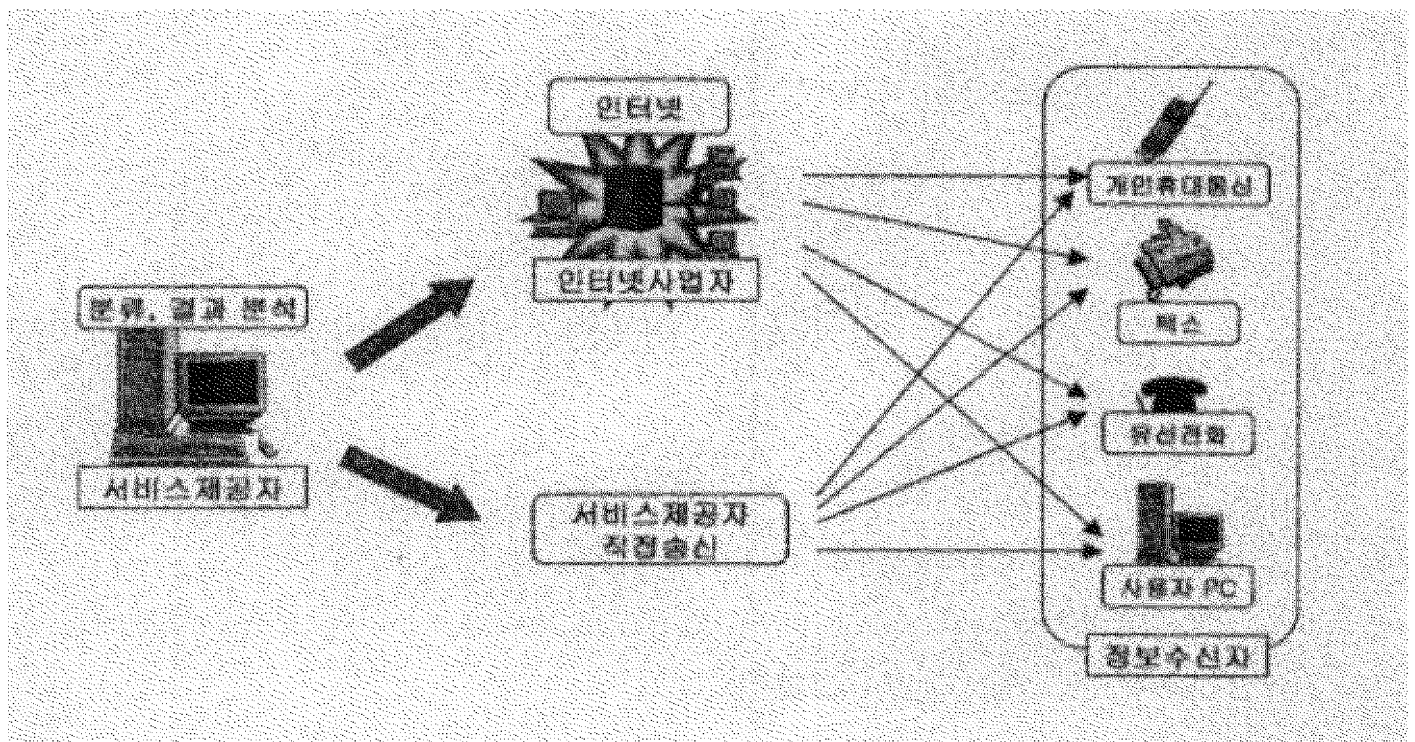 인터넷
인터넷사업자
분류, 결과 분석
서비스제공자
서비스제공자
직접송신
개인휴대통신
팩스
유선전화
사용자 PC
정보수신자